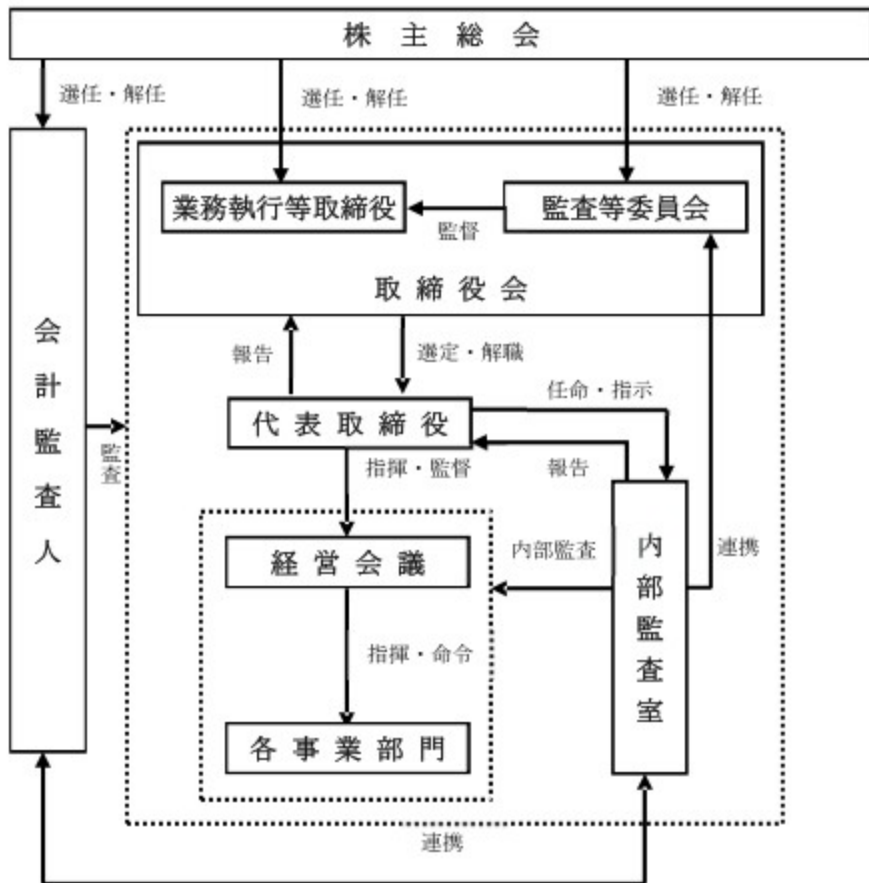 株主総会
選任・解任
選任・解任
選任・解任
業務執行等取締役
監査等委員会
監督
取締役会
会計監査人
報告
選定・解職
任命・指示
代表取締役
監査
指揮・監督
報告
内部監査室
経営会議
内部監査
連携
指揮・命令
各事業部門
連携